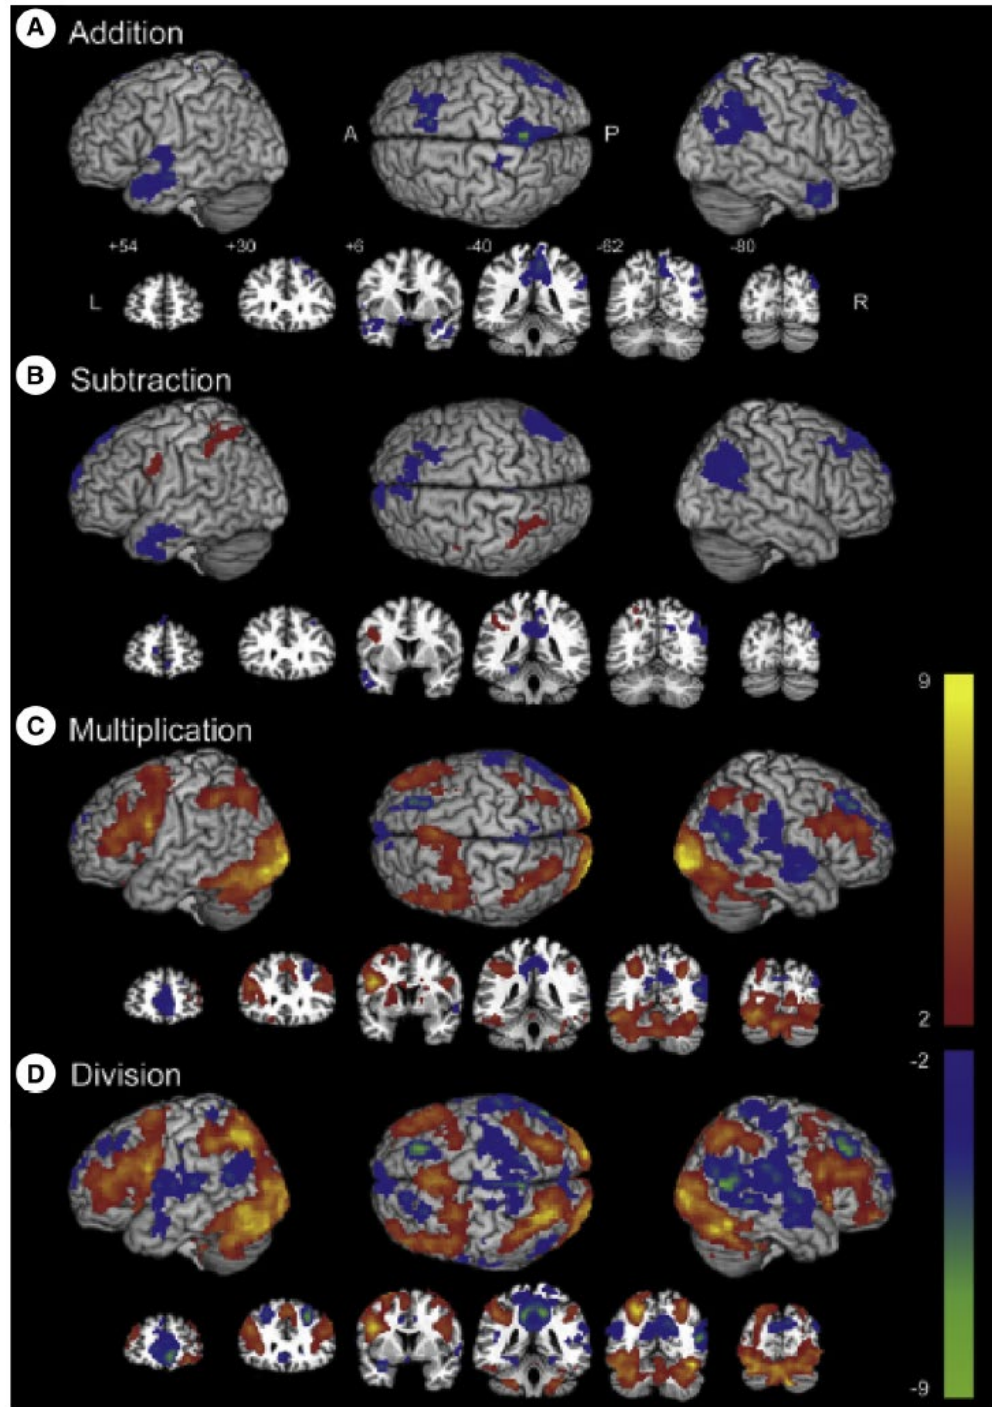 A Addition
A P
+54 +30 +6 -40 -62 -80
L R
B Subtraction
9
C Multiplication
2
-2
D Division
-9